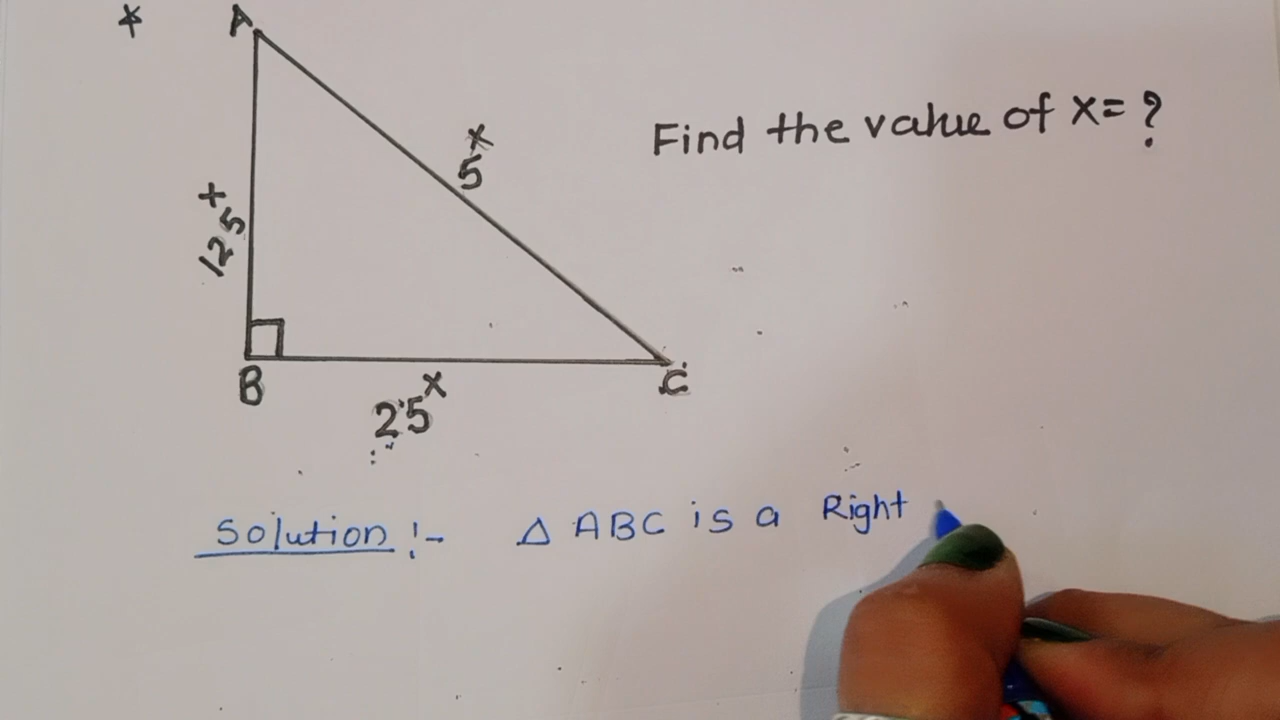 *
A
5^x
Find the value of x= ?
125^x
B
C
25^x
Solution !- Δ ABC is a Right